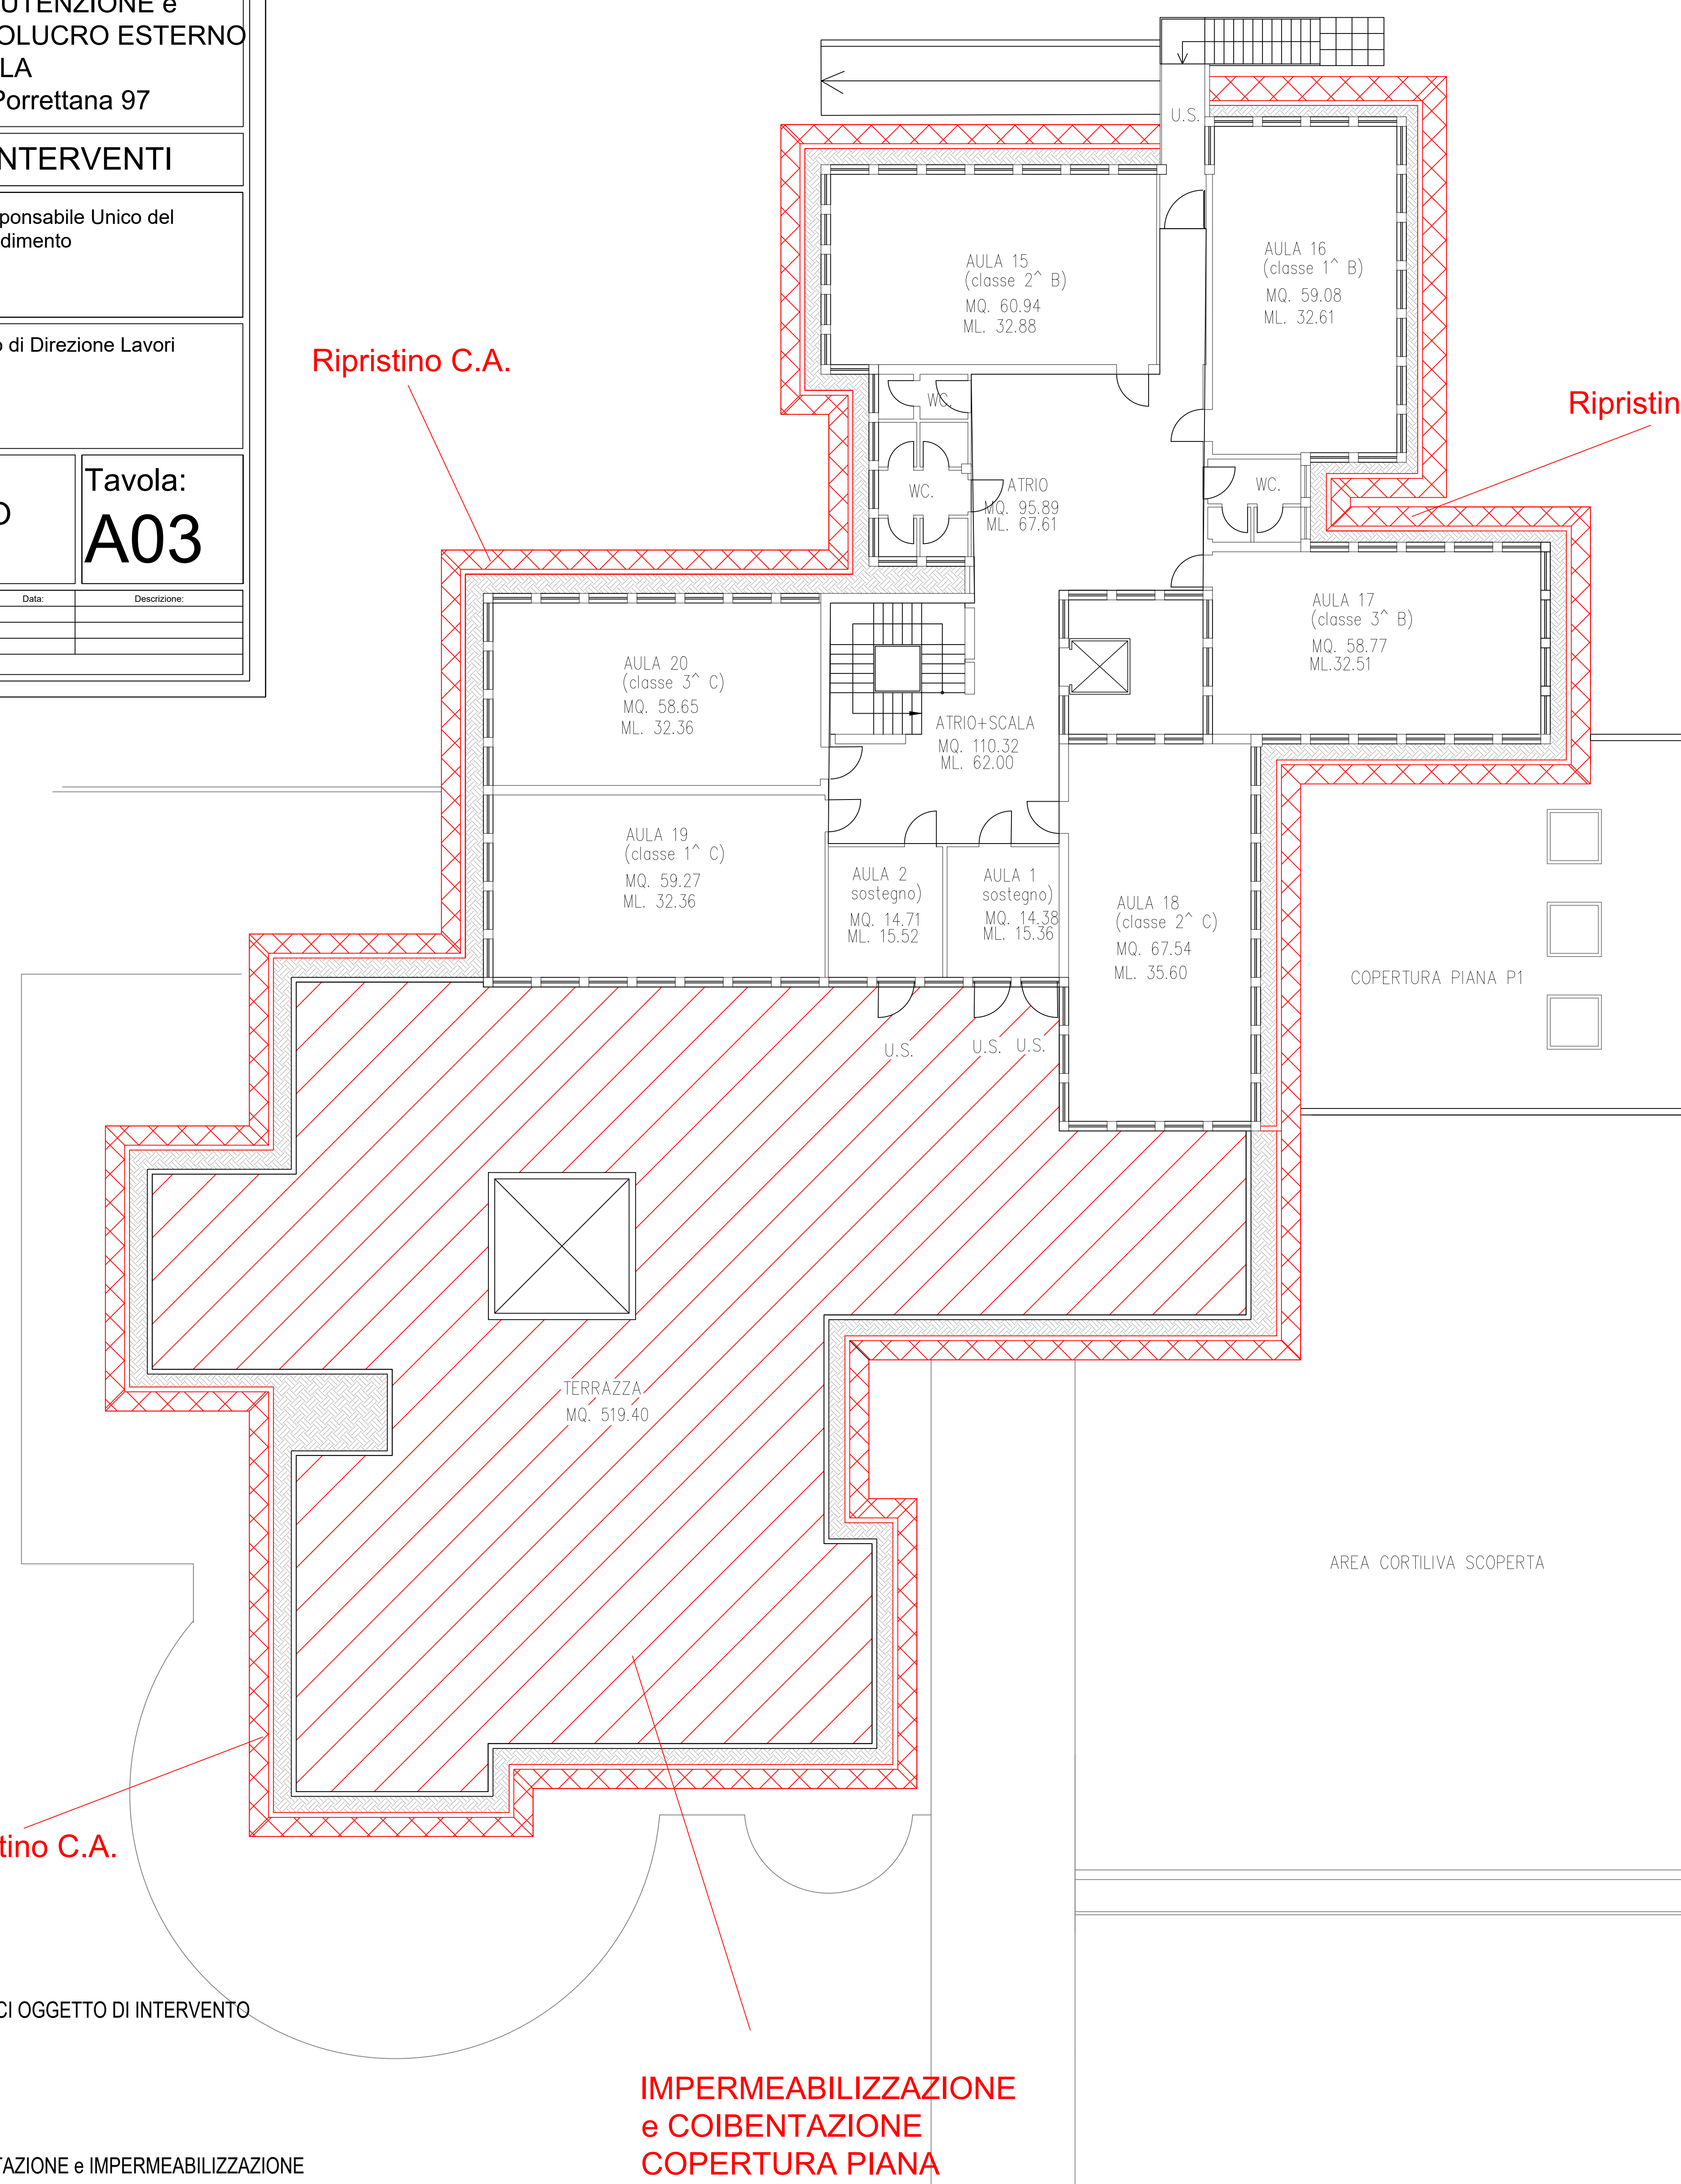 UTENZIONE e
OLUCRO ESTERNO
LA
Porrettana 97
NTERVENTI
ponsabile Unico del
dimento
o di Direzione Lavori
O
Tavola:
A03
Data:
Descrizione:
U.S.
AULA 15
(classe 2^ B)
MQ. 60.94
ML. 32.88
AULA 16
(classe 1^ B)
MQ. 59.08
ML. 32.61
Ripristino C.A.
Ripristin
WC.
WC.
ATRIO
MQ. 95.89
ML. 67.61
WC.
AULA 17
(classe 3^ B)
MQ. 58.77
ML.32.51
AULA 20
(classe 3^ C)
MQ. 58.65
ML. 32.36
ATRIO+SCALA
MQ. 110.32
ML. 62.00
AULA 19
(classe 1^ C)
MQ. 59.27
ML. 32.36
AULA 2
sostegno)
MQ. 14.71
ML. 15.52
AULA 1
sostegno)
MQ. 14.38
ML. 15.36
AULA 18
(classe 2^ C)
MQ. 67.54
ML. 35.60
COPERTURA PIANA P1
U.S.
U.S.
U.S.
TERRAZZA
MQ. 519.40
AREA CORTILIVA SCOPERTA
tino C.A.
CI OGGETTO DI INTERVENTO
IMPERMEABILIZZAZIONE
e COIBENTAZIONE
COPERTURA PIANA
TAZIONE e IMPERMEABILIZZAZIONE